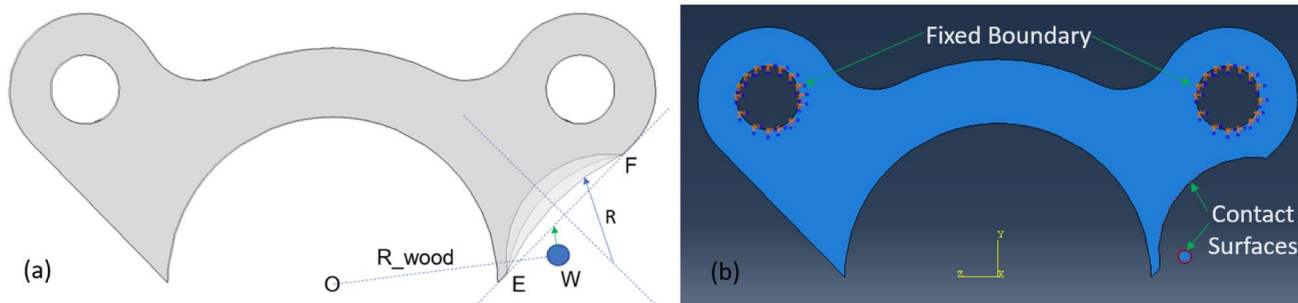 F
R
R_wood
(a)
O
E
W
Fixed Boundary
Contact
Surfaces
(b)
Y
Z
X